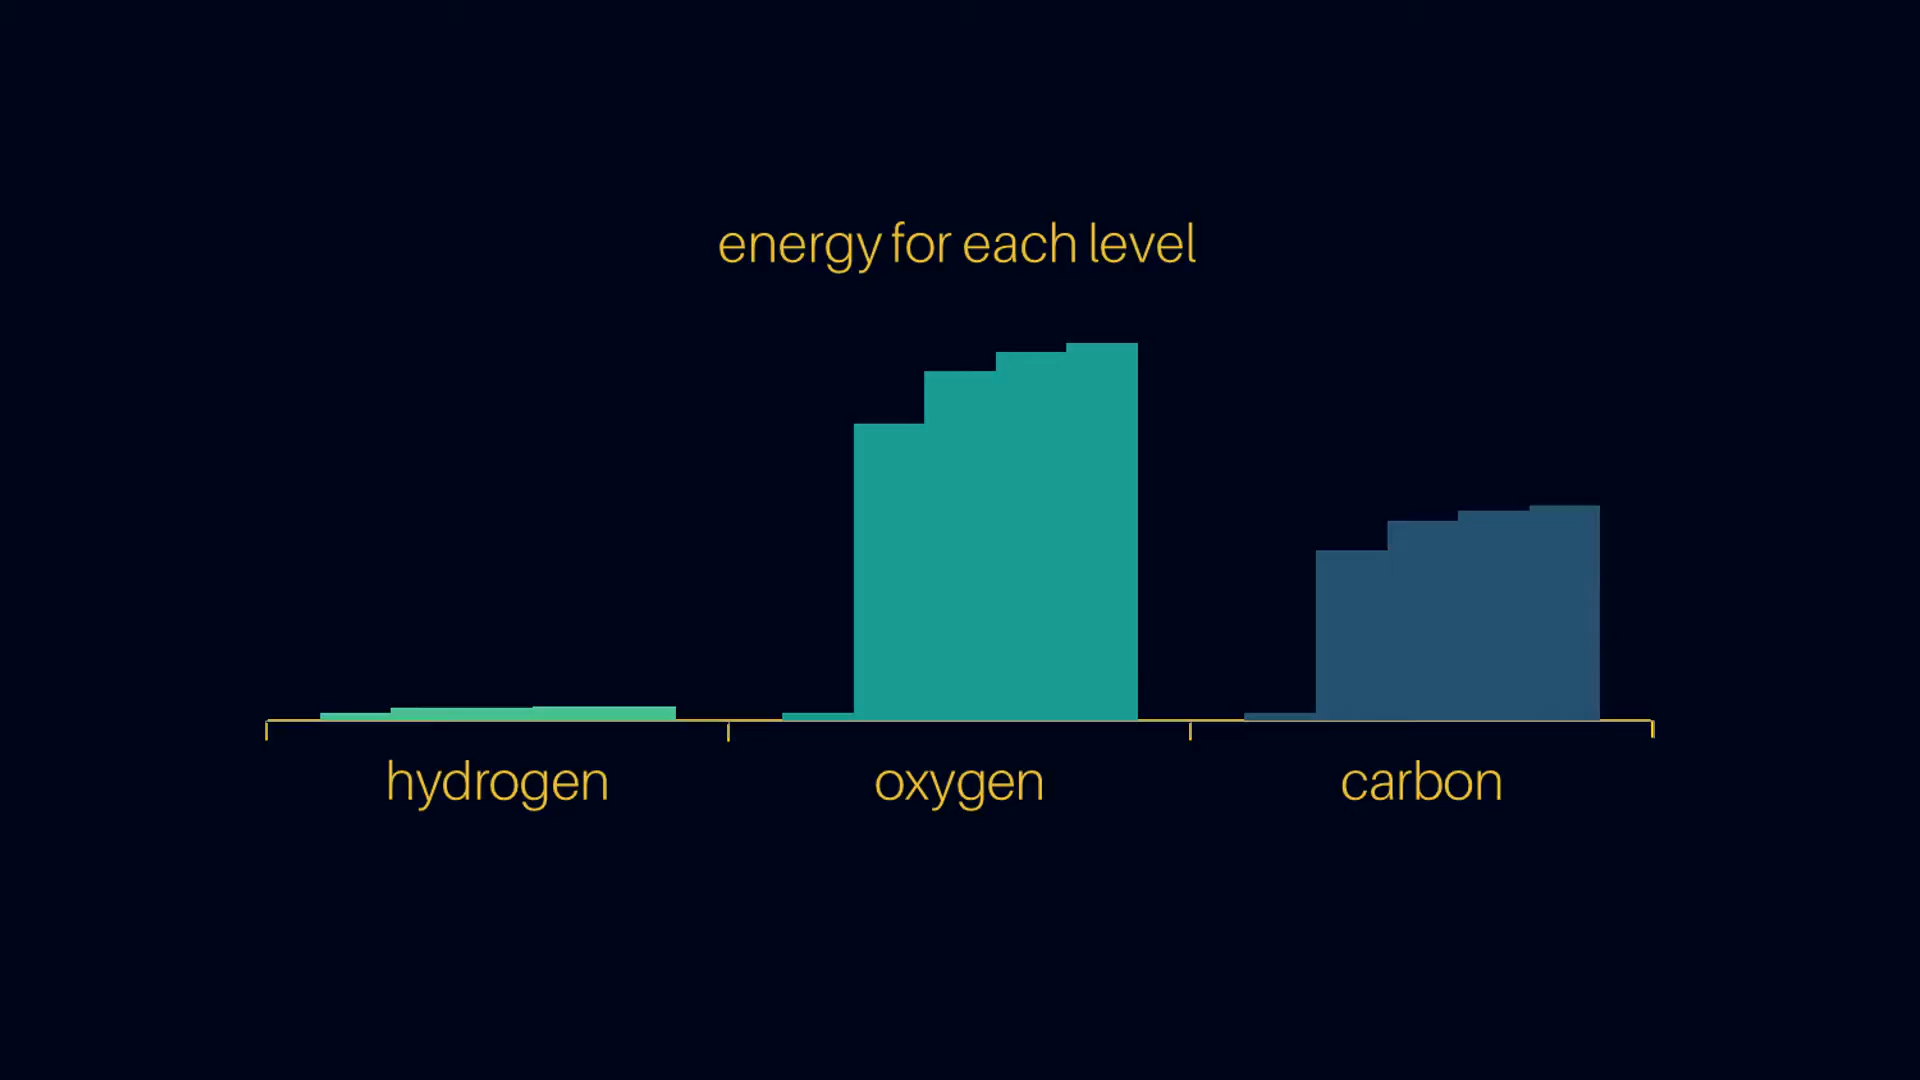 energy for each level
hydrogen
oxygen
carbon